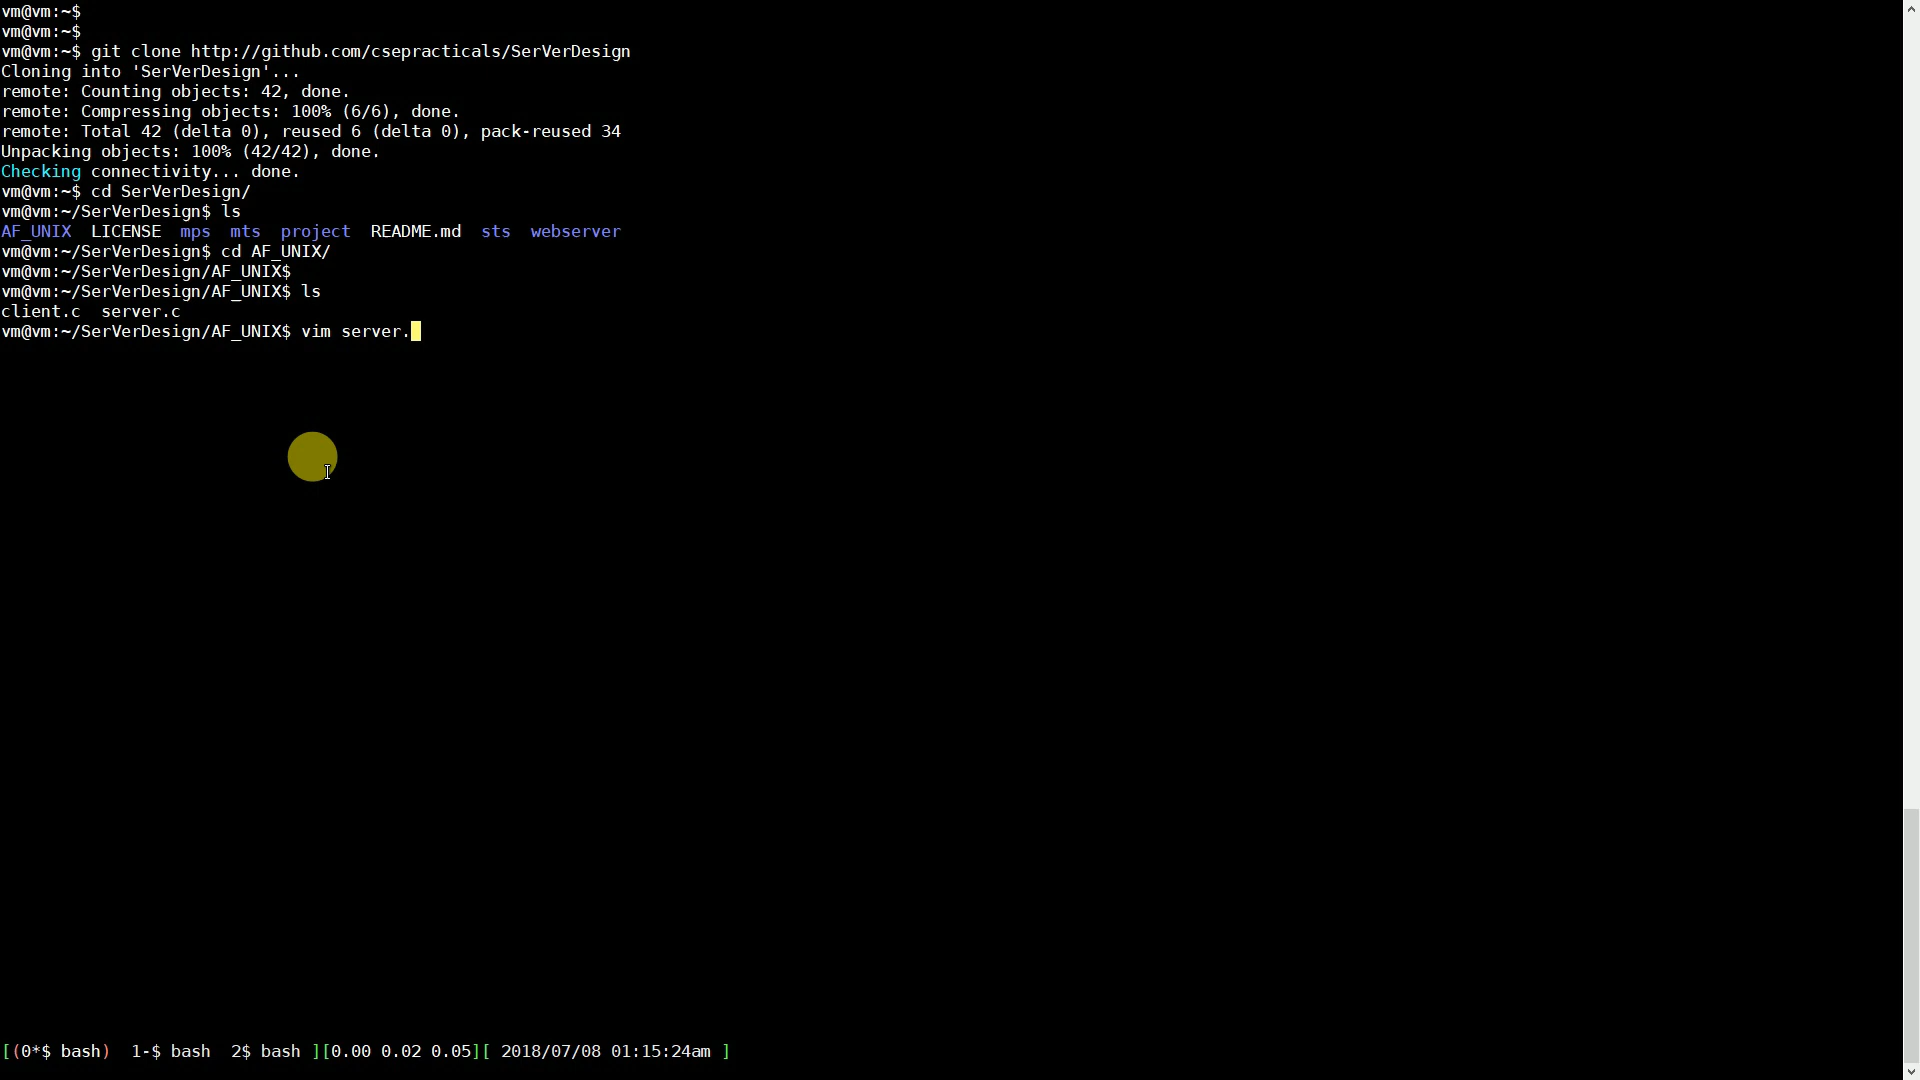 vm@vm:~$
vm@vm:~$
vm@vm:~$ git clone http://github.com/csepracticals/SerVerDesign
Cloning into 'SerVerDesign'...
remote: Counting objects: 42, done.
remote: Compressing objects: 100% (6/6), done.
remote: Total 42 (delta 0), reused 6 (delta 0), pack-reused 34
Unpacking objects: 100% (42/42), done.
Checking connectivity... done.
vm@vm:~$ cd SerVerDesign/
vm@vm:~/SerVerDesign$ ls
AF_UNIX  LICENSE  mps  mts  project  README.md  sts  webserver
vm@vm:~/SerVerDesign$ cd AF_UNIX/
vm@vm:~/SerVerDesign/AF_UNIX$
vm@vm:~/SerVerDesign/AF_UNIX$ ls
client.c  server.c
vm@vm:~/SerVerDesign/AF_UNIX$ vim server.
[(0*$ bash)  1-$ bash  2$ bash ][0.00 0.02 0.05][ 2018/07/08 01:15:24am ]